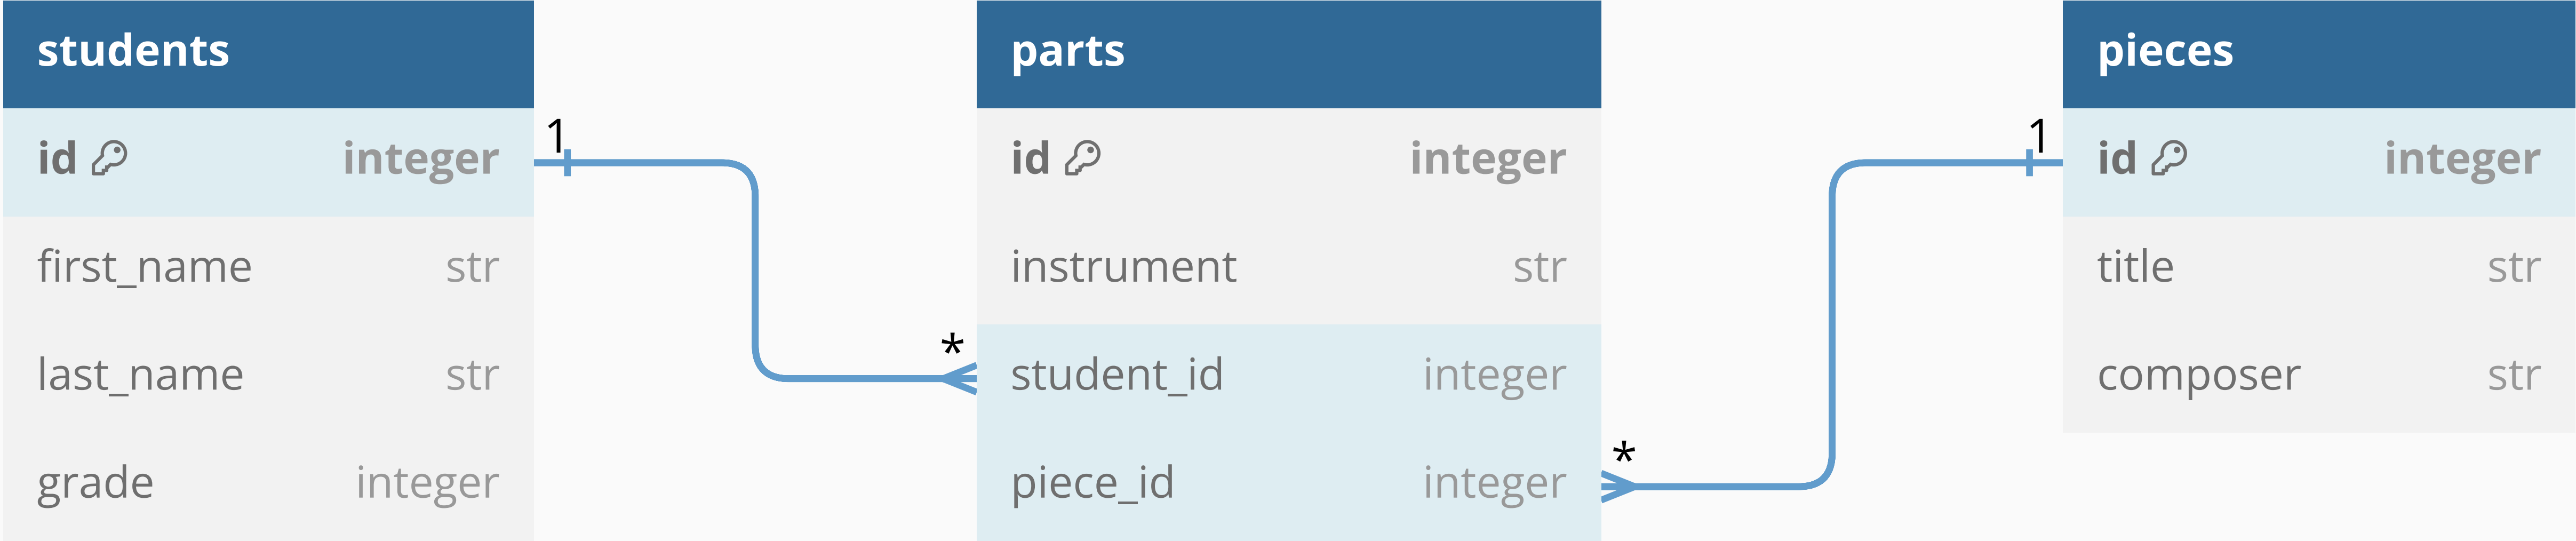 students
id integer
first_name str
last_name str
grade integer
1
*
parts
id integer
instrument str
student_id integer
piece_id integer
*
1
pieces
id integer
title str
composer str